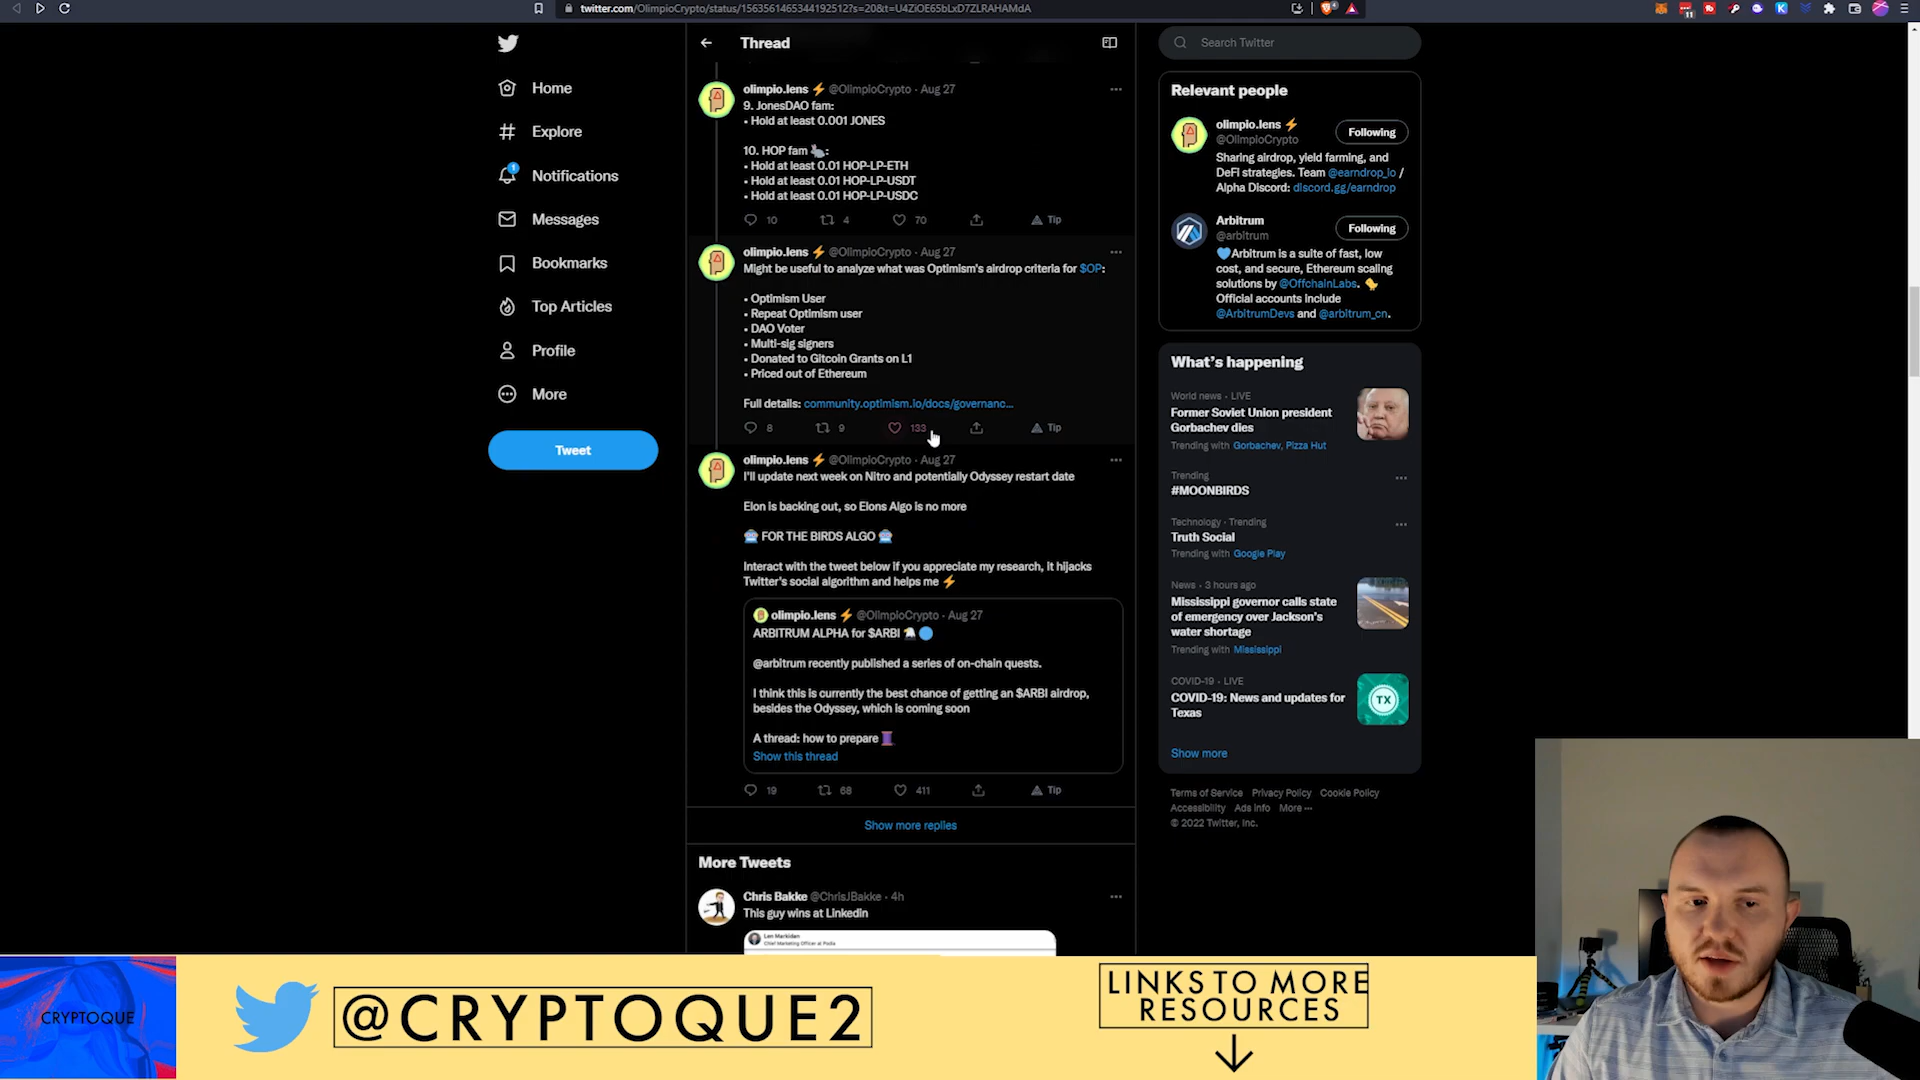 twitter.com/OlimpioCrypto/status/1563561465344192512?s=20&t=U4ZiOE65bLxD7ZLRAHAMdA
Home
Explore
1
Notifications
Messages
Bookmarks
Top Articles
Profile
More
Tweet
Thread
olimpio.lens ⚡ @OlimpioCrypto · Aug 27
9. JonesDAO fam:
• Hold at least 0.001 JONES
10. HOP fam 🐇:
• Hold at least 0.01 HOP-LP-ETH
• Hold at least 0.01 HOP-LP-USDT
• Hold at least 0.01 HOP-LP-USDC
10 4 70 Tip
olimpio.lens ⚡ @OlimpioCrypto · Aug 27
Might be useful to analyze what was Optimism's airdrop criteria for $OP:
• Optimism User
• Repeat Optimism user
• DAO Voter
• Multi-sig signers
• Donated to Gitcoin Grants on L1
• Priced out of Ethereum
Full details: community.optimism.io/docs/governanc...
8 9 133 Tip
olimpio.lens ⚡ @OlimpioCrypto · Aug 27
I'll update next week on Nitro and potentially Odyssey restart date
Elon is backing out, so Elons Algo is no more
FOR THE BIRDS ALGO
Interact with the tweet below if you appreciate my research, it hijacks
Twitter's social algorithm and helps me ⚡
olimpio.lens ⚡ @OlimpioCrypto · Aug 27
ARBITRUM ALPHA for $ARBI 🦅🔵
@arbitrum recently published a series of on-chain quests.
I think this is currently the best chance of getting an $ARBI airdrop,
besides the Odyssey, which is coming soon
A thread: how to prepare 🧵
Show this thread
19 68 411 Tip
Show more replies
More Tweets
Chris Bakke @ChrisJBakke · 4h
This guy wins at Linkedin
Len Markidan
Chief Marketing Officer at Podia
Search Twitter
Relevant people
olimpio.lens ⚡
@OlimpioCrypto
Following
Sharing airdrop, yield farming, and
DeFi strategies. Team @earndrop_io /
Alpha Discord: discord.gg/earndrop
Arbitrum
@arbitrum
Following
💙Arbitrum is a suite of fast, low
cost, and secure, Ethereum scaling
solutions by @OffchainLabs. 🐤
Official accounts include
@ArbitrumDevs and @arbitrum_cn.
What's happening
World news · LIVE
Former Soviet Union president
Gorbachev dies
Trending with Gorbachev, Pizza Hut
Trending
#MOONBIRDS
Technology · Trending
Truth Social
Trending with Google Play
News · 3 hours ago
Mississippi governor calls state
of emergency over Jackson's
water shortage
Trending with Mississippi
COVID-19 · LIVE
COVID-19: News and updates for
Texas
TX
Show more
Terms of Service Privacy Policy Cookie Policy
Accessibility Ads info More ···
© 2022 Twitter, Inc.
CRYPTOQUE
@CRYPTOQUE2
LINKS TO MORE
RESOURCES